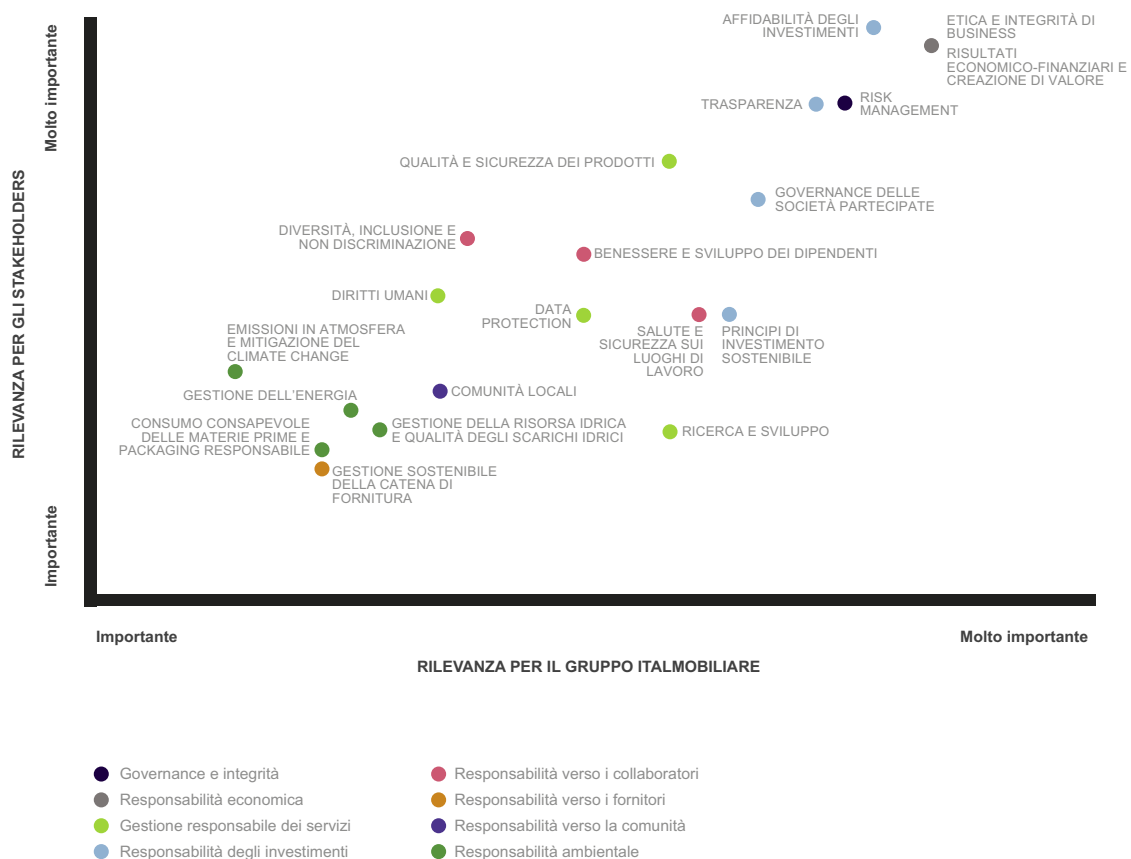 AFFIDABILITÀ DEGLI
INVESTIMENTI
ETICA E INTEGRITÀ DI
BUSINESS
RISULTATI
ECONOMICO-FINANZIARI E
CREAZIONE DI VALORE
Molto importante
TRASPARENZA
RISK
MANAGEMENT
QUALITÀ E SICUREZZA DEI PRODOTTI
GOVERNANCE DELLE
SOCIETÀ PARTECIPATE
RILEVANZA PER GLI STAKEHOLDERS
DIVERSITÀ, INCLUSIONE E
NON DISCRIMINAZIONE
BENESSERE E SVILUPPO DEI DIPENDENTI
DIRITTI UMANI
DATA
PROTECTION
EMISSIONI IN ATMOSFERA
E MITIGAZIONE DEL
CLIMATE CHANGE
SALUTE E
SICUREZZA SUI
LUOGHI DI
LAVORO
PRINCIPI DI
INVESTIMENTO
SOSTENIBILE
GESTIONE DELL'ENERGIA
COMUNITÀ LOCALI
CONSUMO CONSAPEVOLE
DELLE MATERIE PRIME E
PACKAGING RESPONSABILE
GESTIONE DELLA RISORSA IDRICA
E QUALITÀ DEGLI SCARICHI IDRICI
RICERCA E SVILUPPO
GESTIONE SOSTENIBILE
DELLA CATENA DI
FORNITURA
Importante
Importante
Molto importante
RILEVANZA PER IL GRUPPO ITALMOBILIARE
Governance e integrità
Responsabilità economica
Gestione responsabile dei servizi
Responsabilità degli investimenti
Responsabilità verso i collaboratori
Responsabilità verso i fornitori
Responsabilità verso la comunità
Responsabilità ambientale